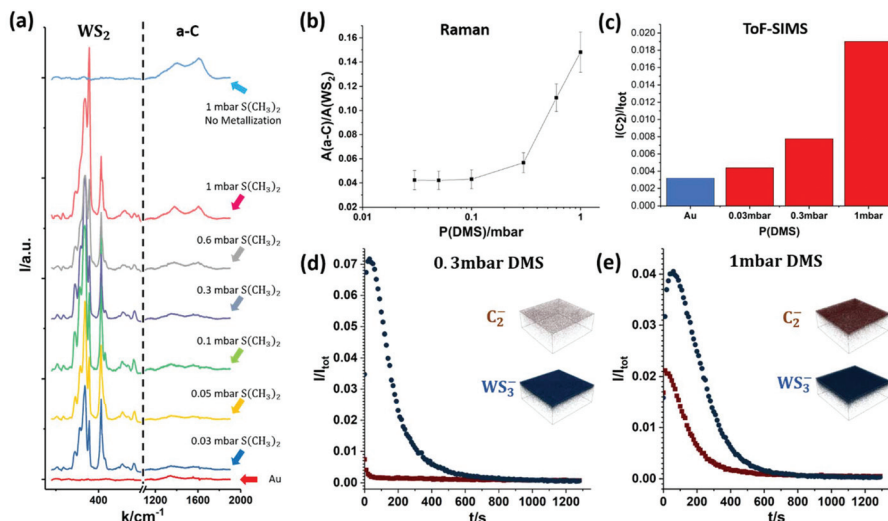 (a)
WS₂
a-C
1 mbar S(CH₃)₂
No Metallization
1 mbar S(CH₃)₂
0.6 mbar S(CH₃)₂
0.3 mbar S(CH₃)₂
0.1 mbar S(CH₃)₂
0.05 mbar S(CH₃)₂
0.03 mbar S(CH₃)₂
Au
I/a.u.
400
1200
1600
2000
k/cm⁻¹
(b)
Raman
A(a-C)/A(WS₂)
0.16
0.14
0.12
0.10
0.08
0.06
0.04
0.02
0.01
0.1
1
P(DMS)/mbar
(c)
ToF-SIMS
I(C₂)/Iₜₒₜ
0.020
0.018
0.016
0.014
0.012
0.010
0.008
0.006
0.004
0.002
0.000
Au
0.03mbar
0.3mbar
1mbar
P(DMS)
(d)
0.3mbar DMS
C₂⁻
WS₃⁻
I/Iₜₒₜ
0.07
0.06
0.05
0.04
0.03
0.02
0.01
0.00
0
200
400
600
800
1000
1200
t/s
(e)
1mbar DMS
C₂⁻
WS₃⁻
I/Iₜₒₜ
0.04
0.03
0.02
0.01
0.00
0
200
400
600
800
1000
1200
t/s